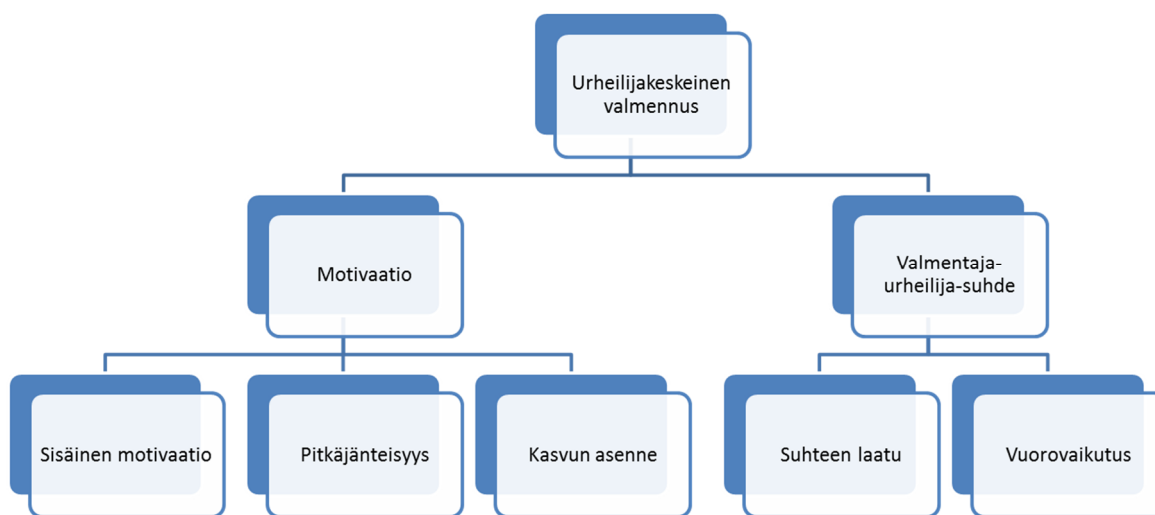 Urheilijakeskeinen
valmennus
Motivaatio
Valmentaja-
urheilija-suhde
Sisäinen motivaatio
Pitkäjänteisyys
Kasvun asenne
Suhteen laatu
Vuorovaikutus